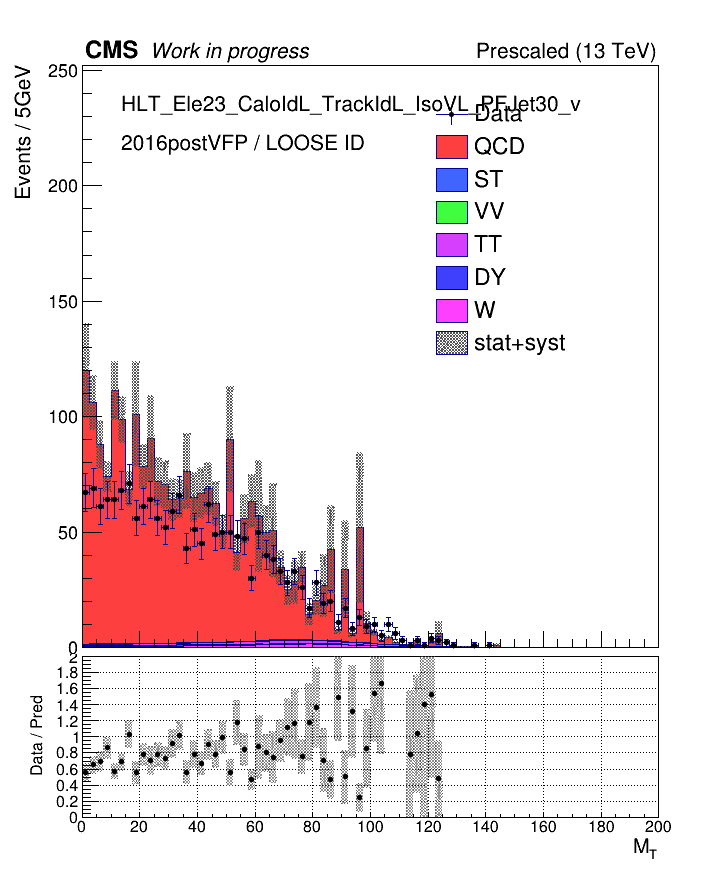 CMS Work in progress Prescaled (13 TeV)
Events / 5GeV
HLT_Ele23_CaloIdL_TrackIdL_IsoVL_PFJet30_v
2016postVFP / LOOSE ID
Data
QCD
ST
VV
TT
DY
W
stat+syst
250
200
150
100
50
0
Data / Pred
2
1.8
1.6
1.4
1.2
1
0.8
0.6
0.4
0.2
0
0 20 40 60 80 100 120 140 160 180 200
M_T